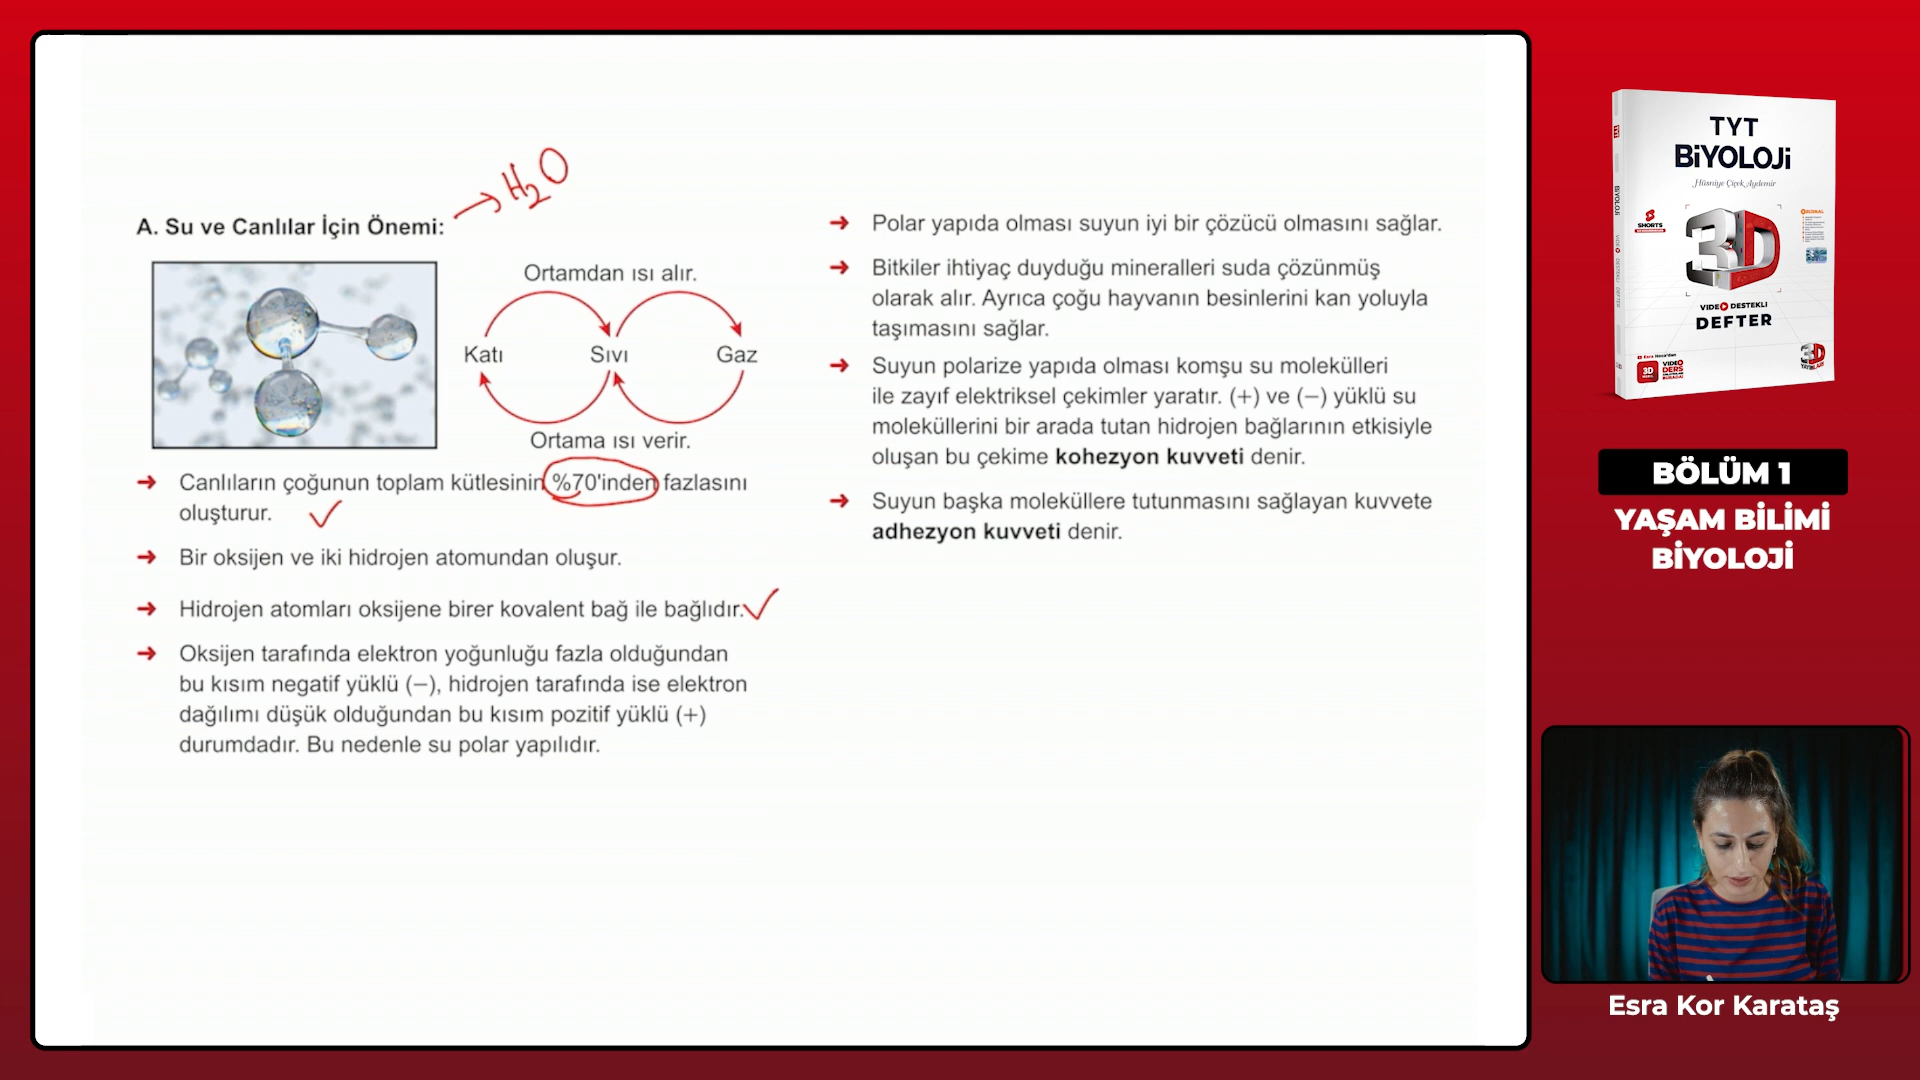 A. Su ve Canlılar İçin Önemi:
→ H₂O
Ortamdan ısı alır.
Katı Sıvı Gaz
Ortama ısı verir.
➜ Canlıların çoğunun toplam kütlesinin %70'inden fazlasını
oluşturur.
➜ Bir oksijen ve iki hidrojen atomundan oluşur.
➜ Hidrojen atomları oksijene birer kovalent bağ ile bağlıdır.
➜ Oksijen tarafında elektron yoğunluğu fazla olduğundan
bu kısım negatif yüklü (−), hidrojen tarafında ise elektron
dağılımı düşük olduğundan bu kısım pozitif yüklü (+)
durumdadır. Bu nedenle su polar yapılıdır.
➜ Polar yapıda olması suyun iyi bir çözücü olmasını sağlar.
➜ Bitkiler ihtiyaç duyduğu mineralleri suda çözünmüş
olarak alır. Ayrıca çoğu hayvanın besinlerini kan yoluyla
taşımasını sağlar.
➜ Suyun polarize yapıda olması komşu su molekülleri
ile zayıf elektriksel çekimler yaratır. (+) ve (−) yüklü su
moleküllerini bir arada tutan hidrojen bağlarının etkisiyle
oluşan bu çekime kohezyon kuvveti denir.
➜ Suyun başka moleküllere tutunmasını sağlayan kuvvete
adhezyon kuvveti denir.
TYT
BİYOLOJİ
Hüsniye Çiçek Aydemir
SHORTS
3D
VIDEO DESTEKLİ
DEFTER
BÖLÜM 1
YAŞAM BİLİMİ
BİYOLOJİ
Esra Kor Karataş